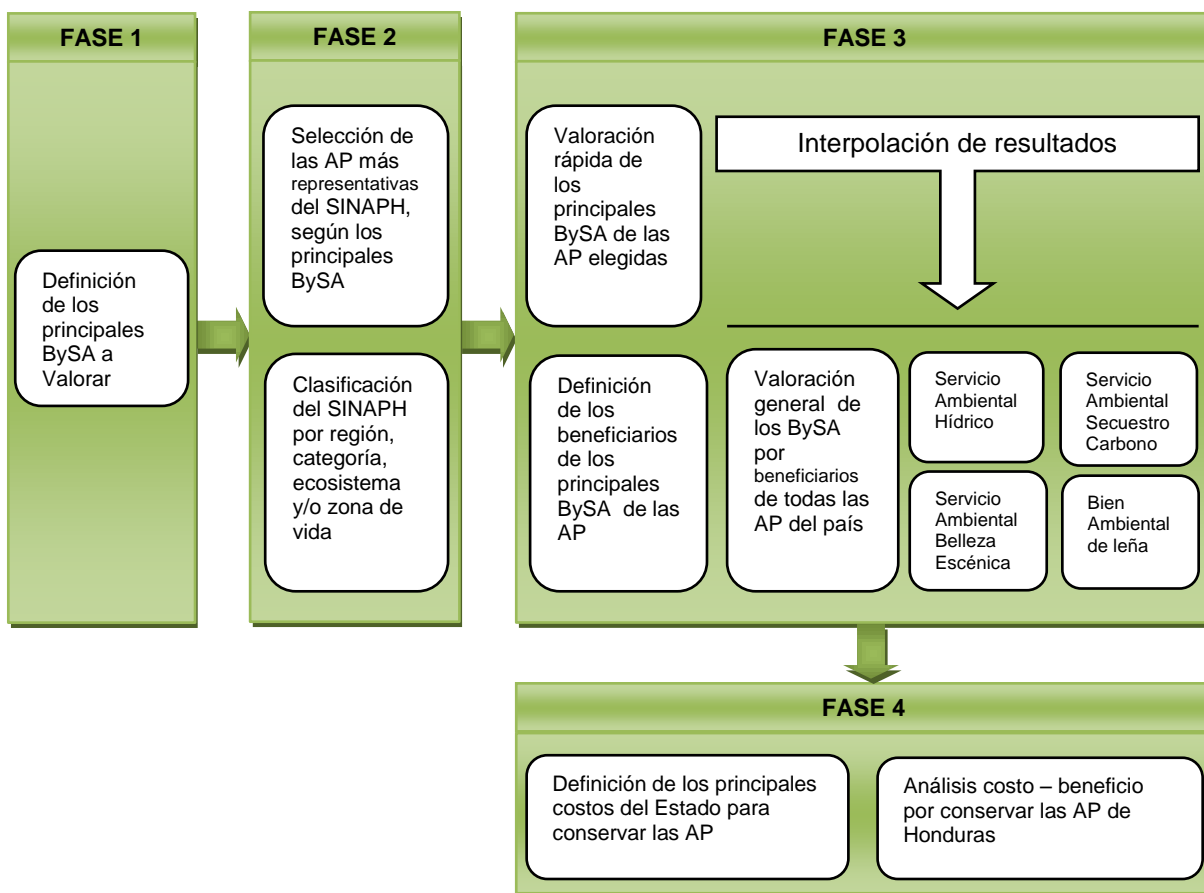 FASE 1
Definición
de los
principales
BySA a
Valorar
FASE 2
Selección de
las AP más
representativas
del SINAPH,
según los
principales
BySA
Clasificación
del SINAPH
por región,
categoría,
ecosistema
y/o zona de
vida
FASE 3
Valoración
rápida de
los
principales
BySA de las
AP elegidas
Definición
de los
beneficiarios
de los
principales
BySA de las
AP
Interpolación de resultados
Valoración
general de
los BySA
por
beneficiarios
de todas las
AP del país
Servicio
Ambiental
Hídrico
Servicio
Ambiental
Secuestro
Carbono
Servicio
Ambiental
Belleza
Escénica
Bien
Ambiental
de leña
FASE 4
Definición de los principales
costos del Estado para
conservar las AP
Análisis costo – beneficio
por conservar las AP de
Honduras